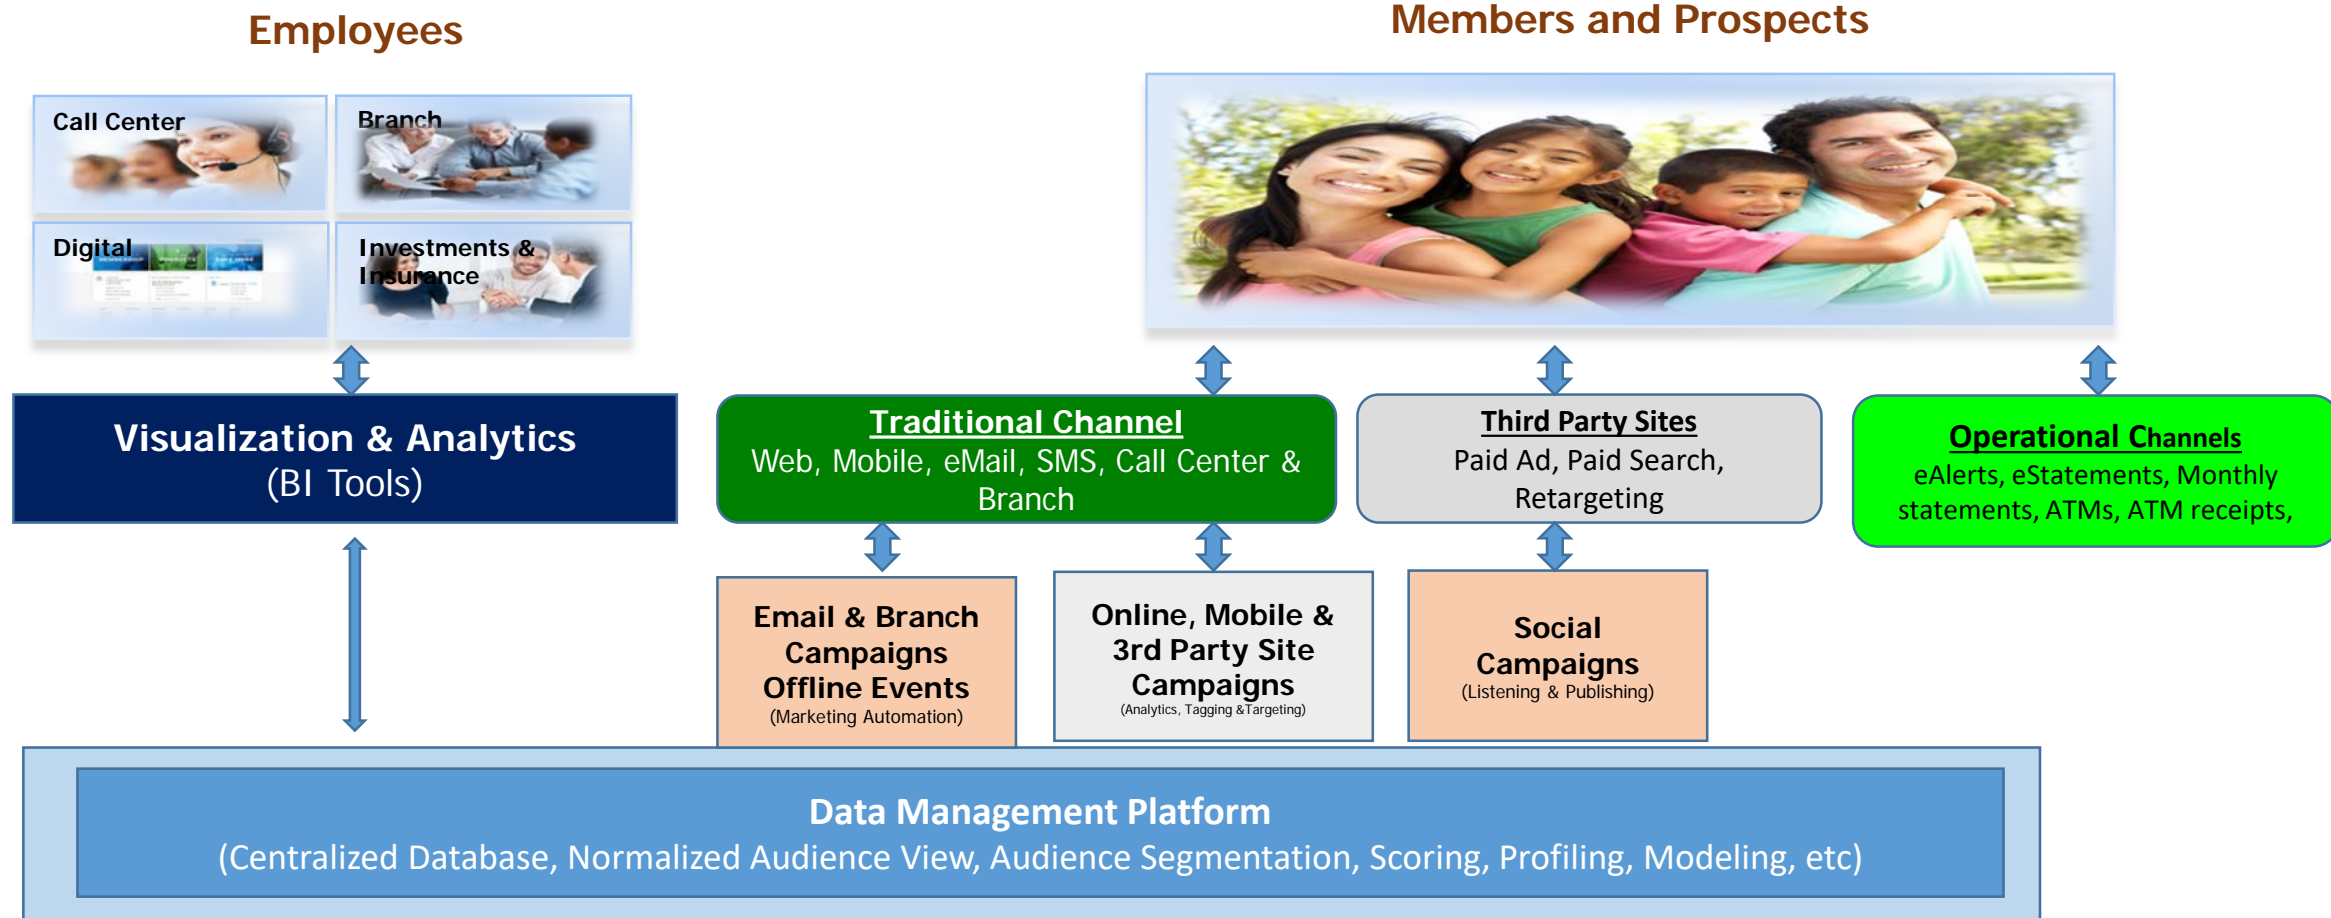 Employees
Members and Prospects
Call Center
Branch
Digital
Investments &
Insurance
Visualization & Analytics
(BI Tools)
Traditional Channel
Web, Mobile, eMail, SMS, Call Center &
Branch
Third Party Sites
Paid Ad, Paid Search,
Retargeting
Operational Channels
eAlerts, eStatements, Monthly
statements, ATMs, ATM receipts,
Email & Branch
Campaigns
Offline Events
(Marketing Automation)
Online, Mobile &
3rd Party Site
Campaigns
(Analytics, Tagging &Targeting)
Social
Campaigns
(Listening & Publishing)
Data Management Platform
(Centralized Database, Normalized Audience View, Audience Segmentation, Scoring, Profiling, Modeling, etc)